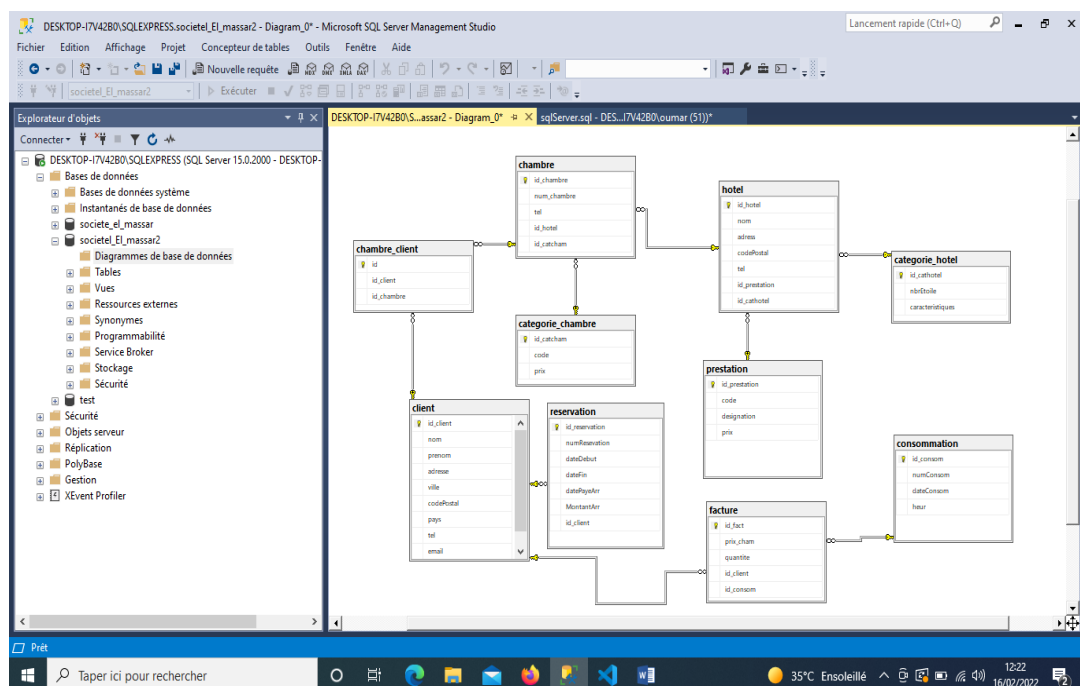 DESKTOP-I7V42B0\SQLEXPRESS.societel_El_massar2 - Diagram_0* - Microsoft SQL Server Management Studio
Lancement rapide (Ctrl+Q)
Fichier Edition Affichage Projet Concepteur de tables Outils Fenêtre Aide
Nouvelle requête
MDX DMX XMLA DAX
societel_El_massar2 Exécuter
Explorateur d'objets
Connecter
DESKTOP-I7V42B0\SQLEXPRESS (SQL Server 15.0.2000 - DESKTOP-
Bases de données
Bases de données système
Instantanés de base de données
societe_el_massar
societel_El_massar2
Diagrammes de base de données
Tables
Vues
Ressources externes
Synonymes
Programmabilité
Service Broker
Stockage
Sécurité
test
Sécurité
Objets serveur
Réplication
PolyBase
Gestion
XEvent Profiler
DESKTOP-I7V42B0\S...assar2 - Diagram_0*
sqlServer.sql - DES...I7V42B0\oumar (51))*
chambre
id_chambre
num_chambre
tel
id_hotel
id_catcham
hotel
id_hotel
nom
adress
codePostal
tel
id_prestation
id_cathotel
chambre_client
id
id_client
id_chambre
categorie_hotel
id_cathotel
nbrEtoile
caracteristiques
categorie_chambre
id_catcham
code
prix
prestation
id_prestation
code
designation
prix
client
id_client
nom
prenom
adresse
ville
codePostal
pays
tel
email
reservation
id_reservation
numResevation
dateDebut
dateFin
datePayeArr
MontantArr
id_client
consommation
id_consom
numConsom
dateConsom
heur
facture
id_fact
prix_cham
quantite
id_client
id_consom
Prêt
Taper ici pour rechercher
35°C Ensoleillé
12:22
16/02/2022
2